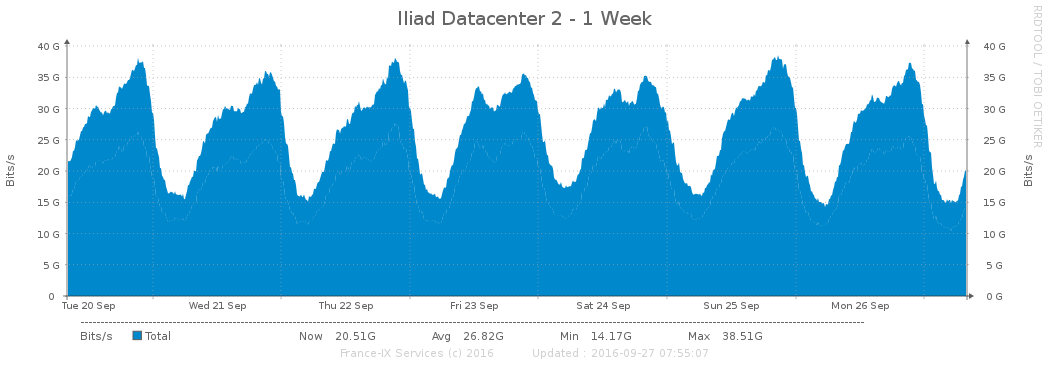 Iliad Datacenter 2 - 1 Week
RRDTOOL / TOBI OETIKER
Bits/s
40 G
35 G
30 G
25 G
20 G
15 G
10 G
5 G
0
40 G
35 G
30 G
25 G
20 G
15 G
10 G
5 G
0 G
Bits/s
Tue 20 Sep Wed 21 Sep Thu 22 Sep Fri 23 Sep Sat 24 Sep Sun 25 Sep Mon 26 Sep
Bits/s Total Now 20.51G Avg 26.82G Min 14.17G Max 38.51G
France-IX Services (c) 2016 Updated : 2016-09-27 07:55:07